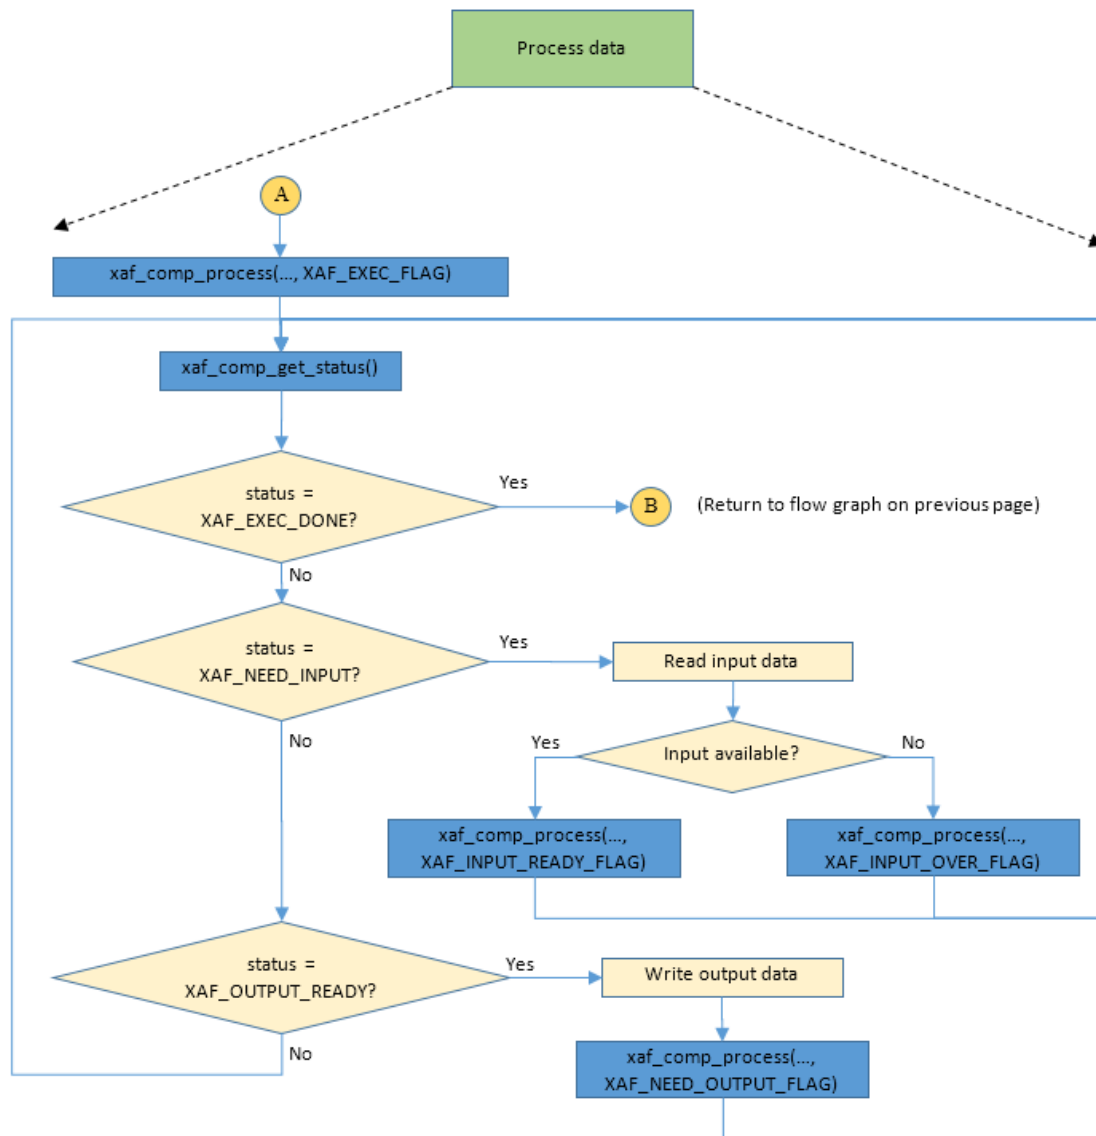 Process data
A
xaf_comp_process(..., XAF_EXEC_FLAG)
xaf_comp_get_status()
status =
XAF_EXEC_DONE?
Yes
B
(Return to flow graph on previous page)
No
status =
XAF_NEED_INPUT?
Yes
Read input data
No
Input available?
Yes
No
xaf_comp_process(...,
XAF_INPUT_READY_FLAG)
xaf_comp_process(...,
XAF_INPUT_OVER_FLAG)
status =
XAF_OUTPUT_READY?
Yes
Write output data
No
xaf_comp_process(...,
XAF_NEED_OUTPUT_FLAG)